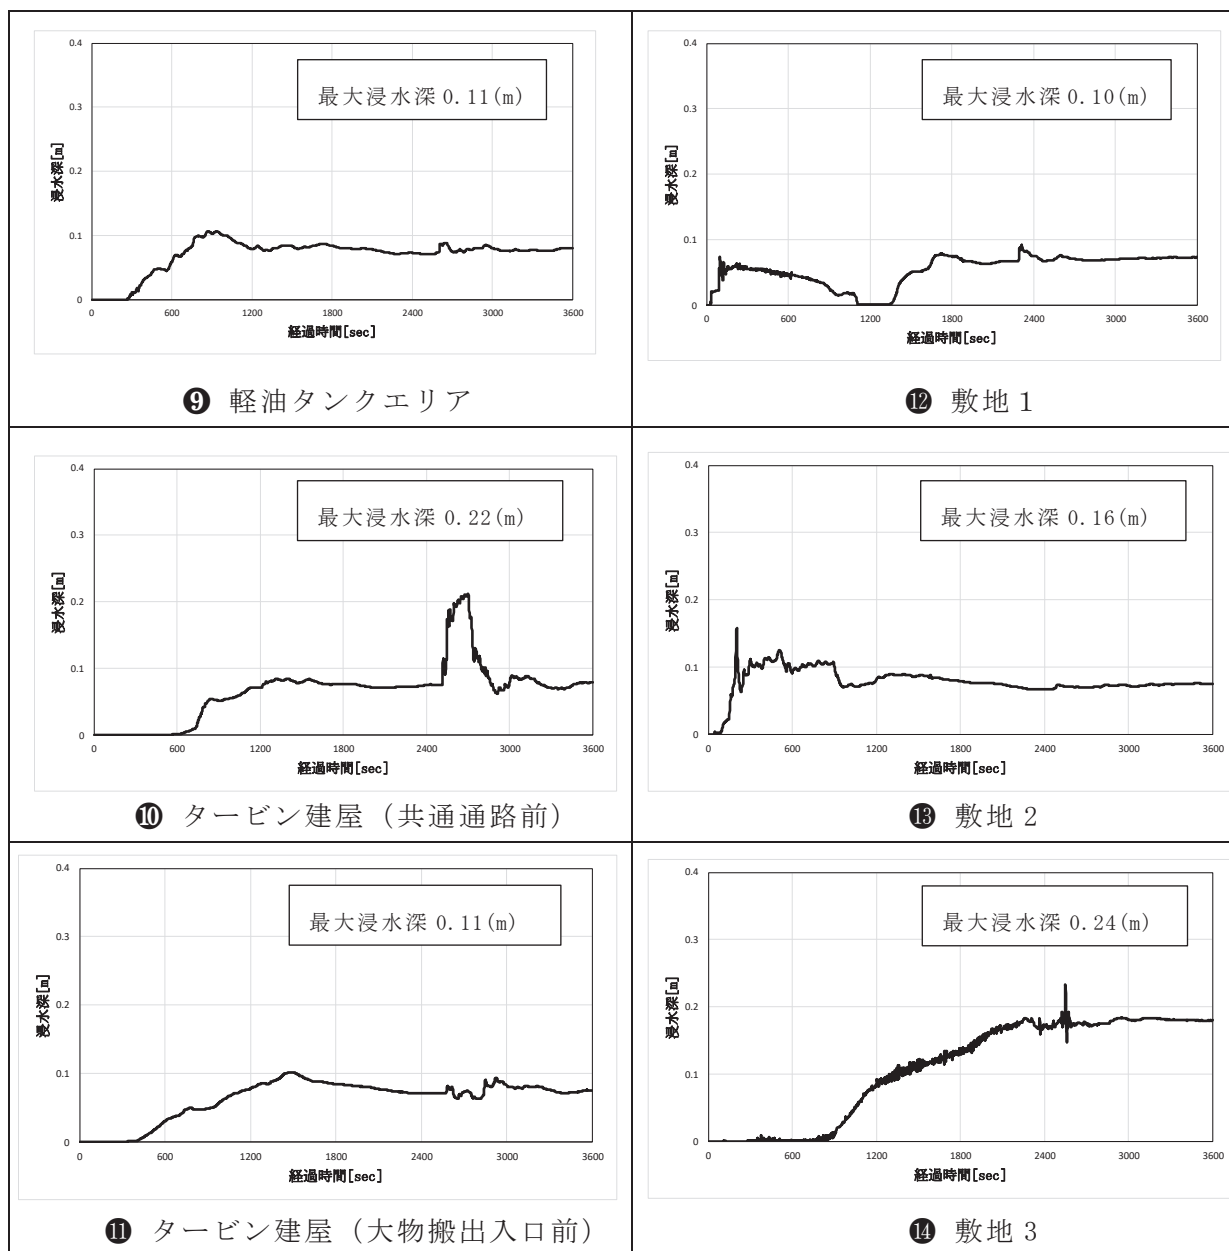 0.4
0.3
0.2
0.1
0
浸水深[m]
最大浸水深 0.11(m)
0 600 1200 1800 2400 3000 3600
経過時間[sec]
❾ 軽油タンクエリア
0.4
0.3
0.2
0.1
0
浸水深[m]
最大浸水深 0.10(m)
0 600 1200 1800 2400 3000 3600
経過時間[sec]
⓬ 敷地 1
0.4
0.3
0.2
0.1
0
浸水深[m]
最大浸水深 0.22(m)
0 600 1200 1800 2400 3000 3600
経過時間[sec]
❿ タービン建屋（共通通路前）
0.4
0.3
0.2
0.1
0
浸水深[m]
最大浸水深 0.16(m)
0 600 1200 1800 2400 3000 3600
経過時間[sec]
⓭ 敷地 2
0.4
0.3
0.2
0.1
0
浸水深[m]
最大浸水深 0.11(m)
0 600 1200 1800 2400 3000 3600
経過時間[sec]
⓫ タービン建屋（大物搬出入口前）
0.4
0.3
0.2
0.1
0
浸水深[m]
最大浸水深 0.24(m)
0 600 1200 1800 2400 3000 3600
経過時間[sec]
⓮ 敷地 3